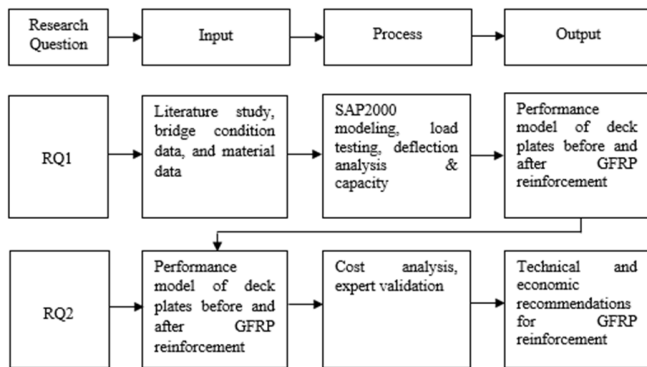 Research
Question
Input
Process
Output
RQ1
Literature study,
bridge condition
data, and material
data
SAP2000
modeling, load
testing, deflection
analysis &
capacity
Performance
model of deck
plates before and
after GFRP
reinforcement
RQ2
Performance
model of deck
plates before and
after GFRP
reinforcement
Cost analysis,
expert validation
Technical and
economic
recommendations
for GFRP
reinforcement